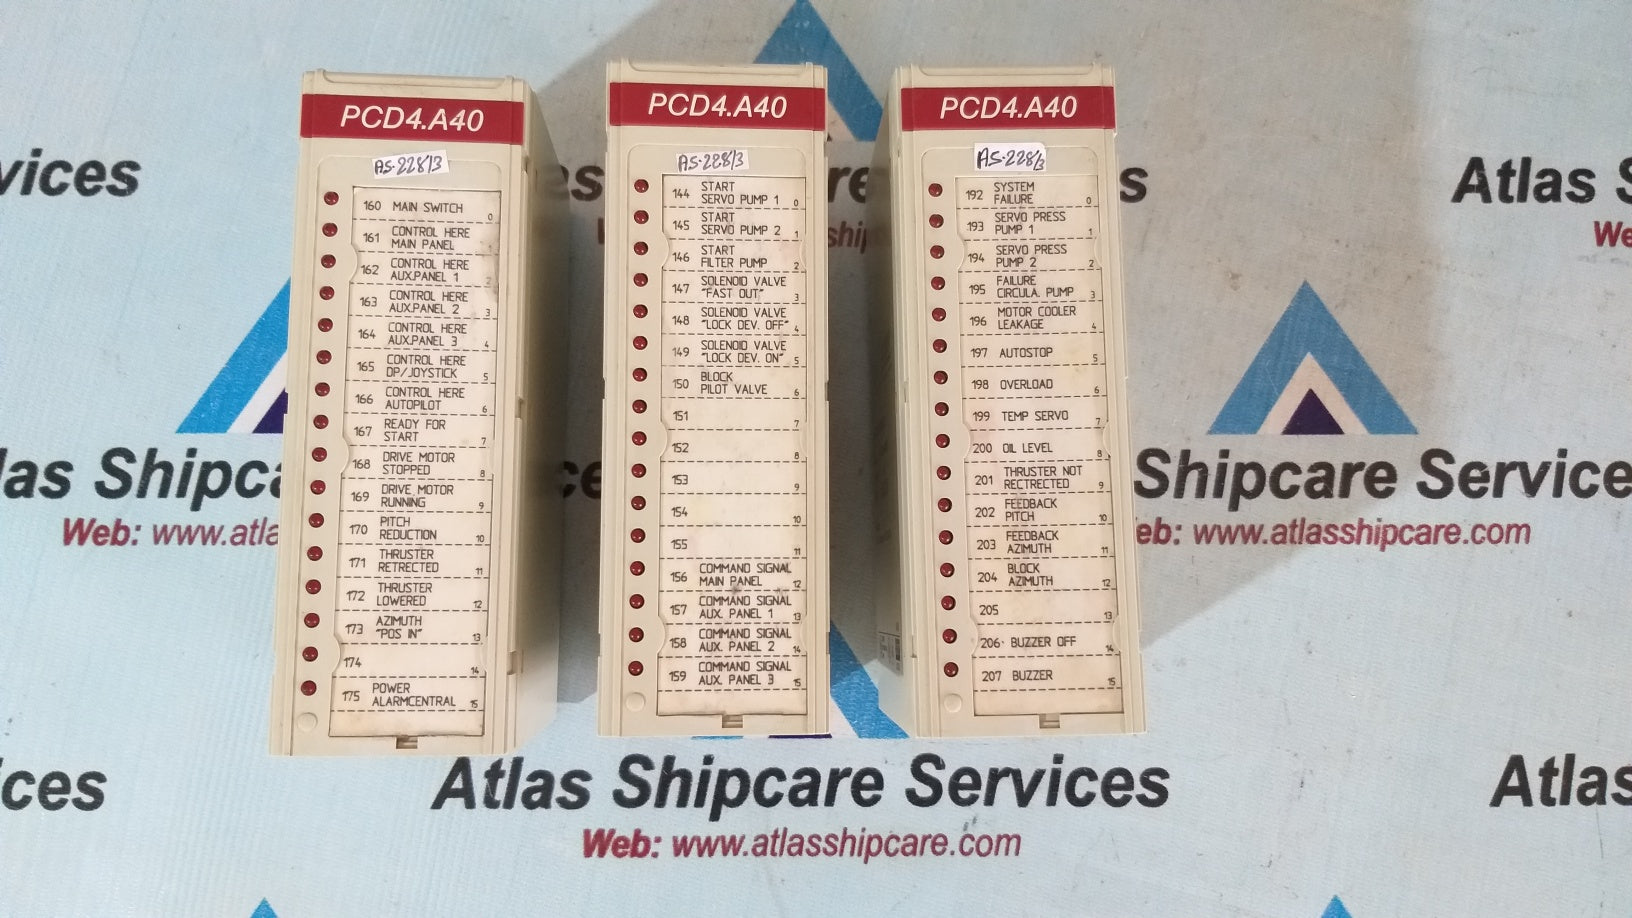 PCD4.A40
AS-228/3
160 MAIN SWITCH 0
161 CONTROL HERE
MAIN PANEL 1
162 CONTROL HERE
AUX.PANEL 1 2
163 CONTROL HERE
AUX.PANEL 2 3
164 CONTROL HERE
AUX.PANEL 3 4
165 CONTROL HERE
DP/JOYSTICK 5
166 CONTROL HERE
AUTOPILOT 6
167 READY FOR
START 7
168 DRIVE MOTOR
STOPPED 8
169 DRIVE MOTOR
RUNNING 9
170 PITCH
REDUCTION 10
171 THRUSTER
RETRECTED 11
172 THRUSTER
LOWERED 12
173 AZIMUTH
"POS IN" 13
174 14
175 POWER
ALARMCENTRAL 15
PCD4.A40
AS-228/3
144 START
SERVO PUMP 1 0
145 START
SERVO PUMP 2 1
146 START
FILTER PUMP 2
147 SOLENOID VALVE
"FAST OUT" 3
148 SOLENOID VALVE
"LOCK DEV. OFF" 4
149 SOLENOID VALVE
"LOCK DEV. ON" 5
150 BLOCK
PILOT VALVE 6
151 7
152 8
153 9
154 10
155 11
156 COMMAND SIGNAL
MAIN PANEL 12
157 COMMAND SIGNAL
AUX. PANEL 1 13
158 COMMAND SIGNAL
AUX. PANEL 2 14
159 COMMAND SIGNAL
AUX. PANEL 3 15
PCD4.A40
AS-228/3
192 SYSTEM
FAILURE 0
193 SERVO PRESS
PUMP 1 1
194 SERVO PRESS
PUMP 2 2
195 FAILURE
CIRCULA. PUMP 3
196 MOTOR COOLER
LEAKAGE 4
197 AUTOSTOP 5
198 OVERLOAD 6
199 TEMP SERVO 7
200 OIL LEVEL 8
201 THRUSTER NOT
RECTRECTED 9
202 FEEDBACK
PITCH 10
203 FEEDBACK
AZIMUTH 11
204 BLOCK
AZIMUTH 12
205 13
206 BUZZER OFF 14
207 BUZZER 15
vices
Atlas S
We
las Shipca
Web: www.atla
Shipcare Service
eb: www.atlasshipcare.com
ces
Atlas Shipcare Services
Web: www.atlasshipcare.com
Atlas